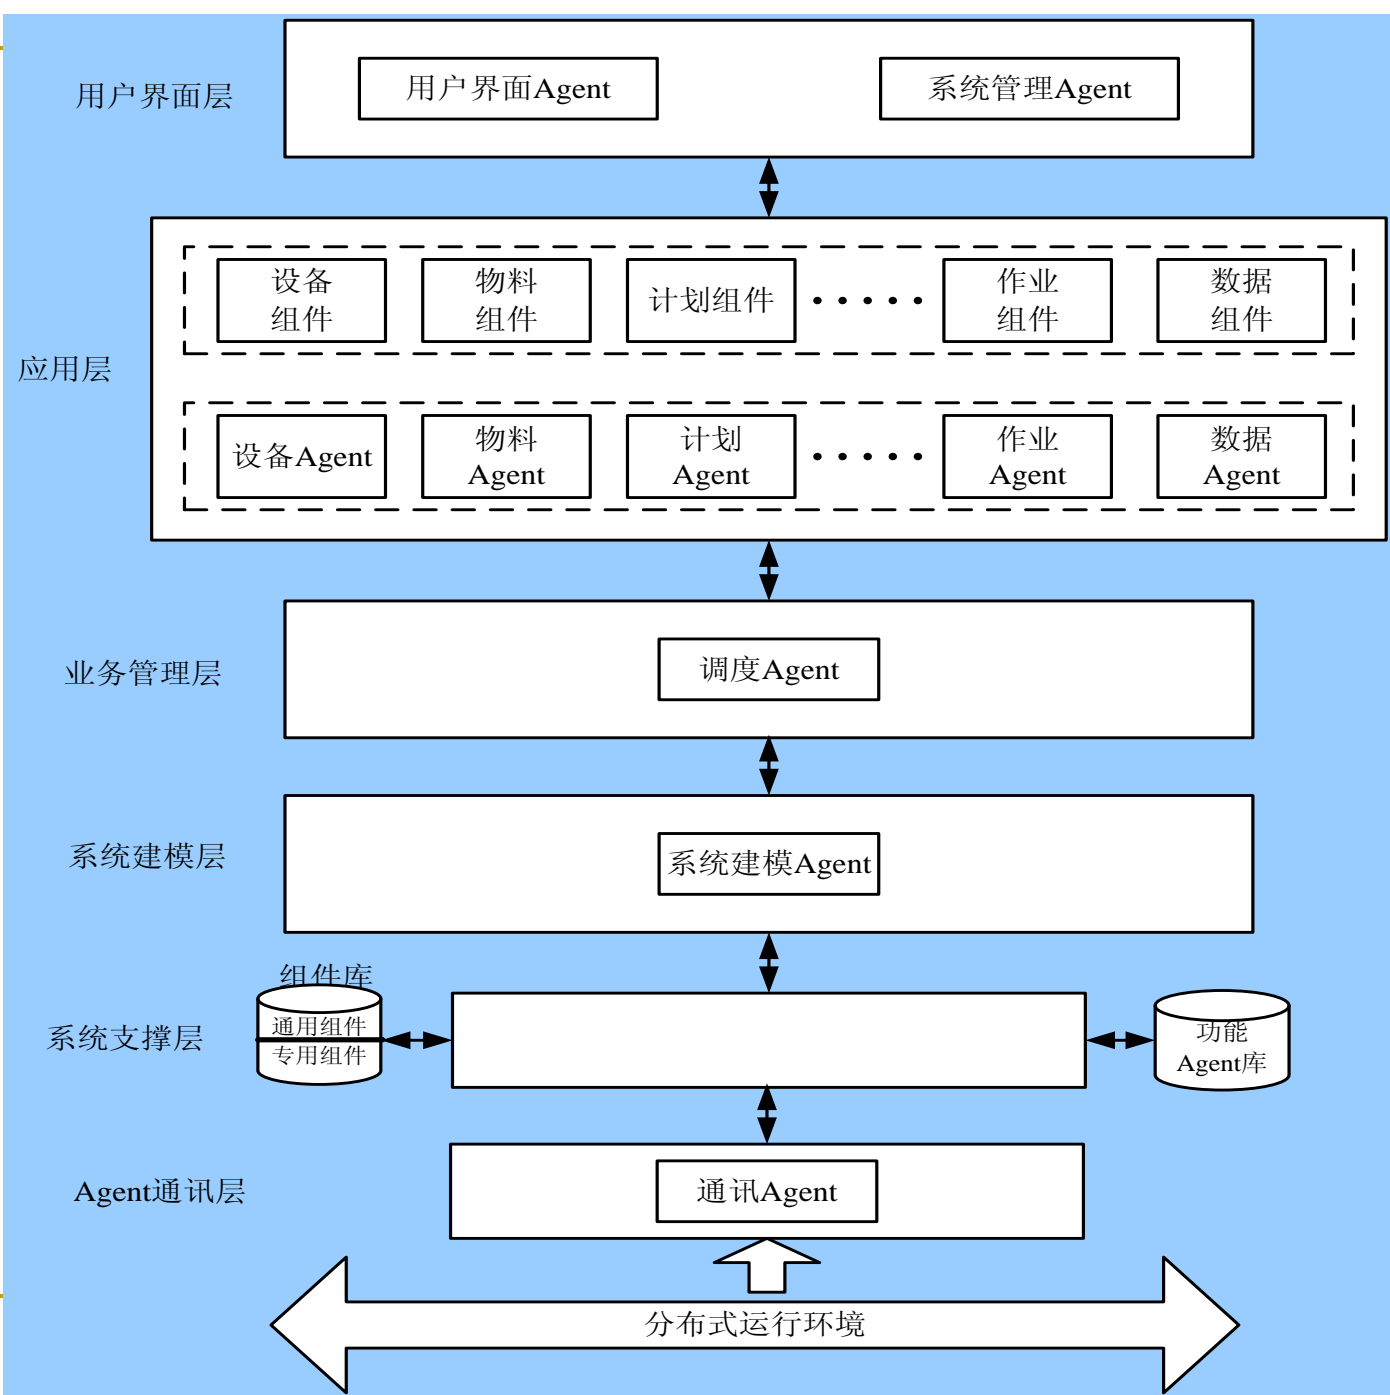 用户界面层
用户界面Agent
系统管理Agent
应用层
设备
组件
物料
组件
计划组件
作业
组件
数据
组件
设备Agent
物料
Agent
计划
Agent
作业
Agent
数据
Agent
业务管理层
调度Agent
系统建模层
系统建模Agent
系统支撑层
组件库
通用组件
专用组件
功能
Agent库
Agent通讯层
通讯Agent
分布式运行环境